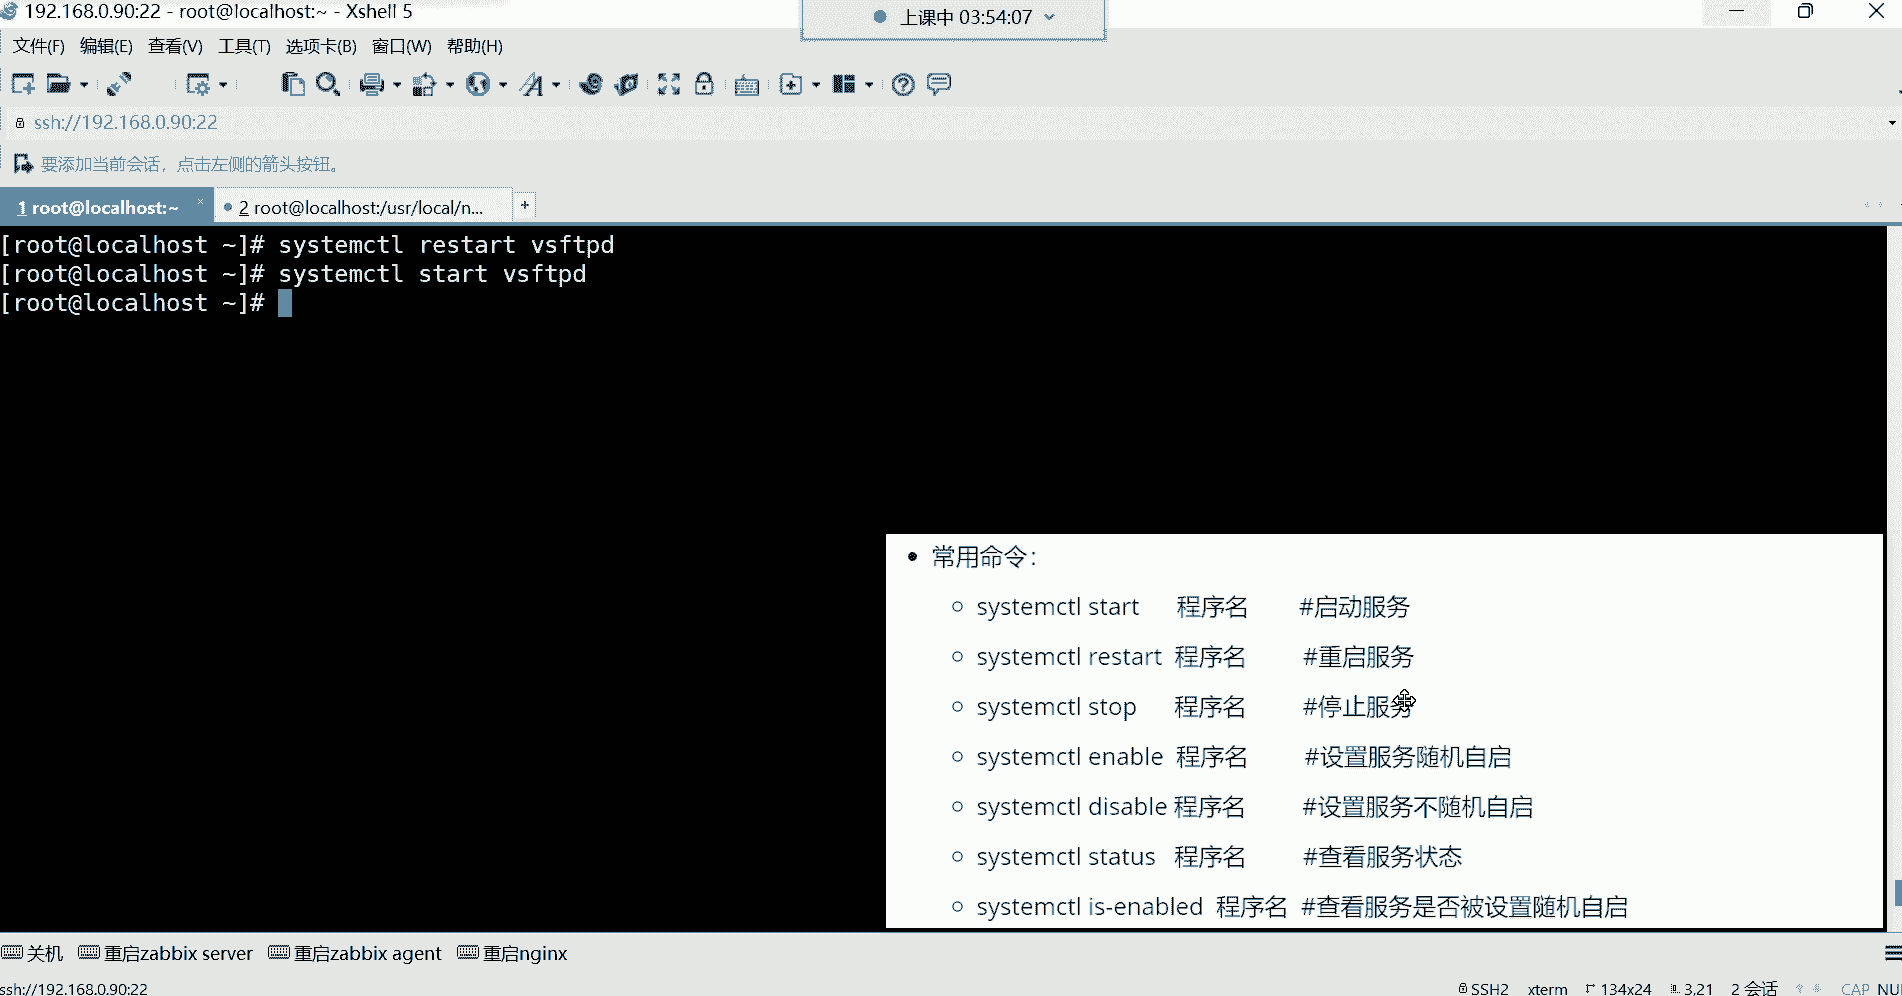 192.168.0.90:22 - root@localhost:~ - Xshell 5
上课中 03:54:07
文件(F) 编辑(E) 查看(V) 工具(T) 选项卡(B) 窗口(W) 帮助(H)
ssh://192.168.0.90:22
要添加当前会话，点击左侧的箭头按钮。
1 root@localhost:~ × 2 root@localhost:/usr/local/n... +
[root@localhost ~]# systemctl restart vsftpd
[root@localhost ~]# systemctl start vsftpd
[root@localhost ~]#
• 常用命令：
○ systemctl start 程序名 #启动服务
○ systemctl restart 程序名 #重启服务
○ systemctl stop 程序名 #停止服务
○ systemctl enable 程序名 #设置服务随机自启
○ systemctl disable 程序名 #设置服务不随机自启
○ systemctl status 程序名 #查看服务状态
○ systemctl is-enabled 程序名 #查看服务是否被设置随机自启
关机 重启zabbix server 重启zabbix agent 重启nginx
ssh://192.168.0.90:22 SSH2 xterm 134x24 3,21 2 会话 CAP NU